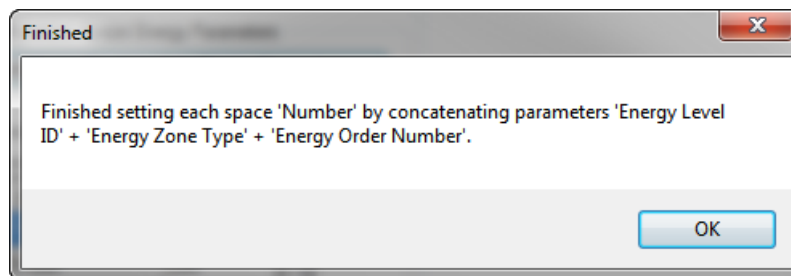 Finished
Finished setting each space 'Number' by concatenating parameters 'Energy Level
ID' + 'Energy Zone Type' + 'Energy Order Number'.
OK